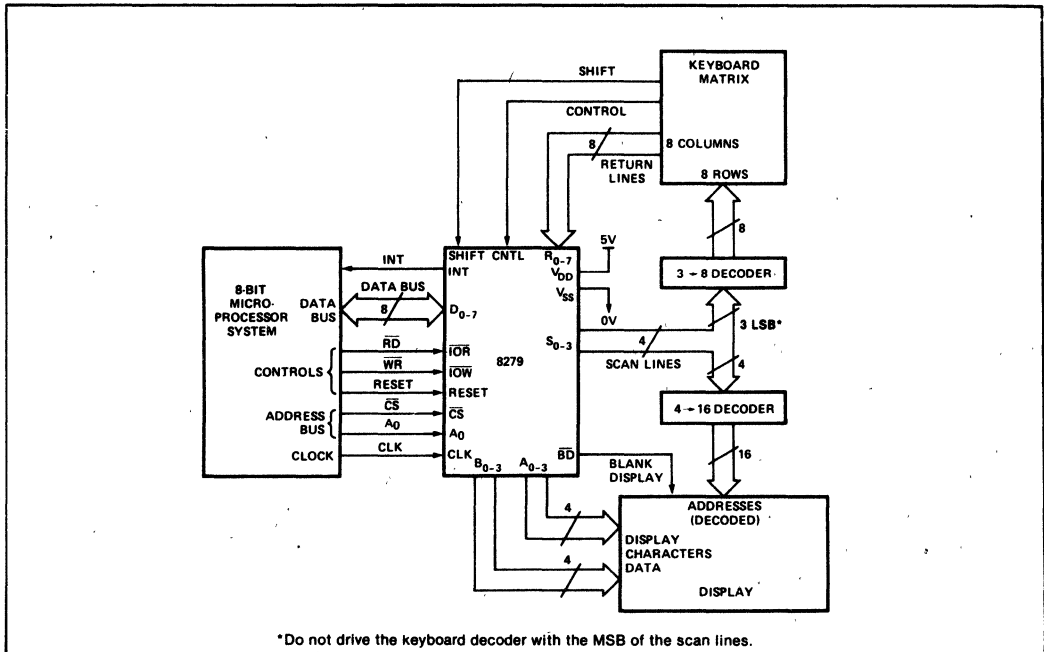 KEYBOARD
MATRIX
SHIFT
CONTROL
8
8 COLUMNS
RETURN
LINES
8 ROWS
8
5V
3 → 8 DECODER
SHIFT CNTL R0-7
VDD
VSS
0V
INT
INT
8-BIT
MICRO-
PROCESSOR
SYSTEM
DATA
BUS
DATA BUS
8
D0-7
3 LSB*
S0-3
4
SCAN LINES
4
8279
CONTROLS
RD
IOR
WR
IOW
RESET
RESET
4 → 16 DECODER
ADDRESS
BUS
CS
CS
A0
A0
CLOCK
CLK
CLK
BD
B0-3 A0-3
BLANK
DISPLAY
16
ADDRESSES
(DECODED)
4
DISPLAY
CHARACTERS
DATA
4
DISPLAY
*Do not drive the keyboard decoder with the MSB of the scan lines.